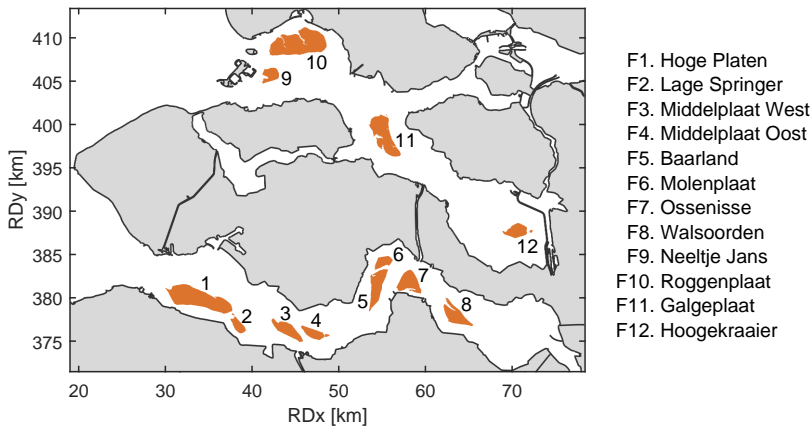 410
405
400
395
390
385
380
375
RDy [km]
10
9
11
12
6
1
7
5
2
3
4
8
20 30 40 50 60 70
RDx [km]
F1. Hoge Platen
F2. Lage Springer
F3. Middelplaat West
F4. Middelplaat Oost
F5. Baarland
F6. Molenplaat
F7. Ossenisse
F8. Walsoorden
F9. Neeltje Jans
F10. Roggenplaat
F11. Galgeplaat
F12. Hoogekraaier